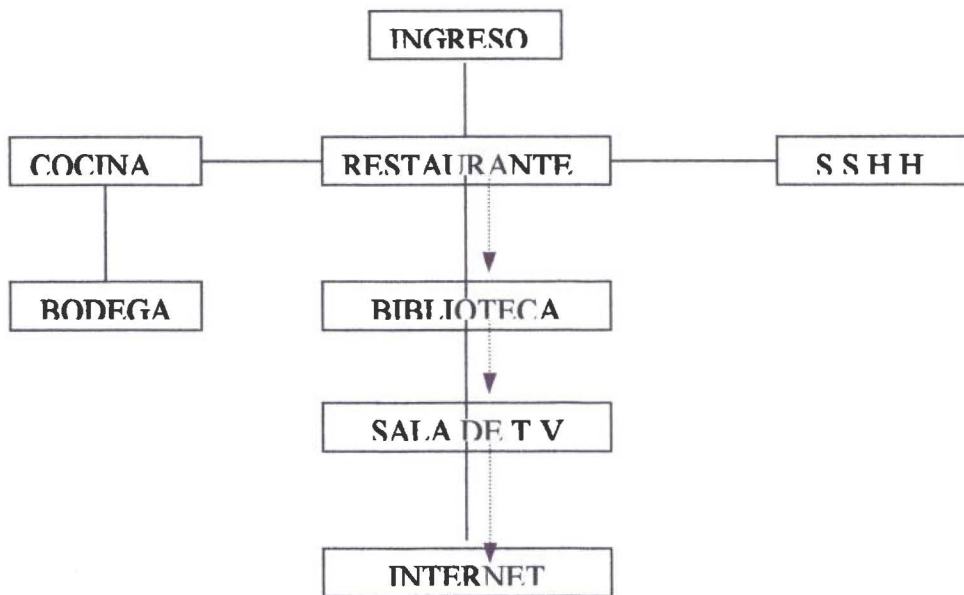 INGRESO
COCINA
RESTAURANTE
S S H H
BODEGA
BIBLIOTECA
SALA DE T V
INTERNET